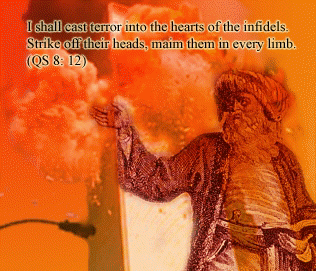 I shall cast terror into the hearts of the infidels.
Strike off their heads, maim them in every limb.
(QS 8: 12)